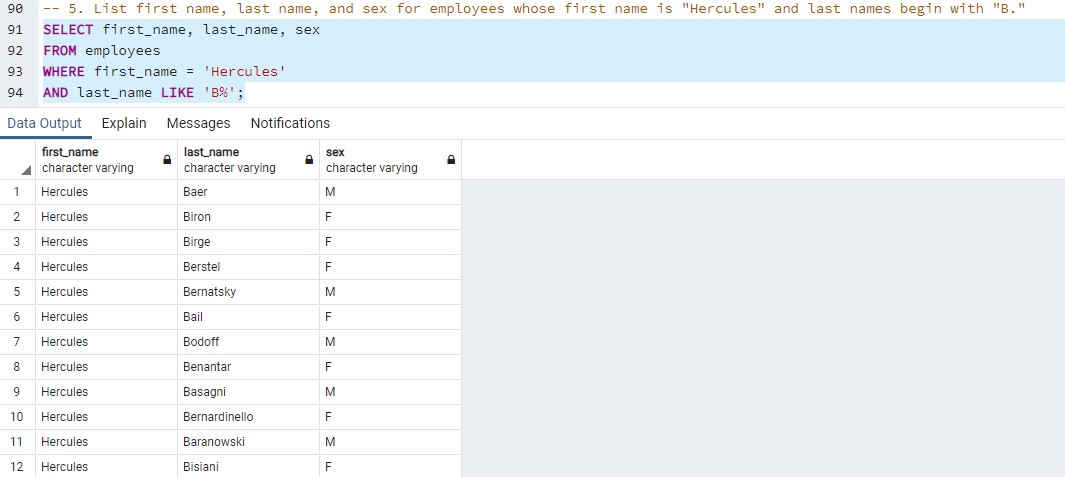 90 -- 5. List first name, last name, and sex for employees whose first name is "Hercules" and last names begin with "B."
91 SELECT first_name, last_name, sex
92 FROM employees
93 WHERE first_name = 'Hercules'
94 AND last_name LIKE 'B%';
Data Output Explain Messages Notifications
first_name last_name sex
character varying character varying character varying
1 Hercules Baer M
2 Hercules Biron F
3 Hercules Birge F
4 Hercules Berstel F
5 Hercules Bernatsky M
6 Hercules Bail F
7 Hercules Bodoff M
8 Hercules Benantar F
9 Hercules Basagni M
10 Hercules Bernardinello F
11 Hercules Baranowski M
12 Hercules Bisiani F